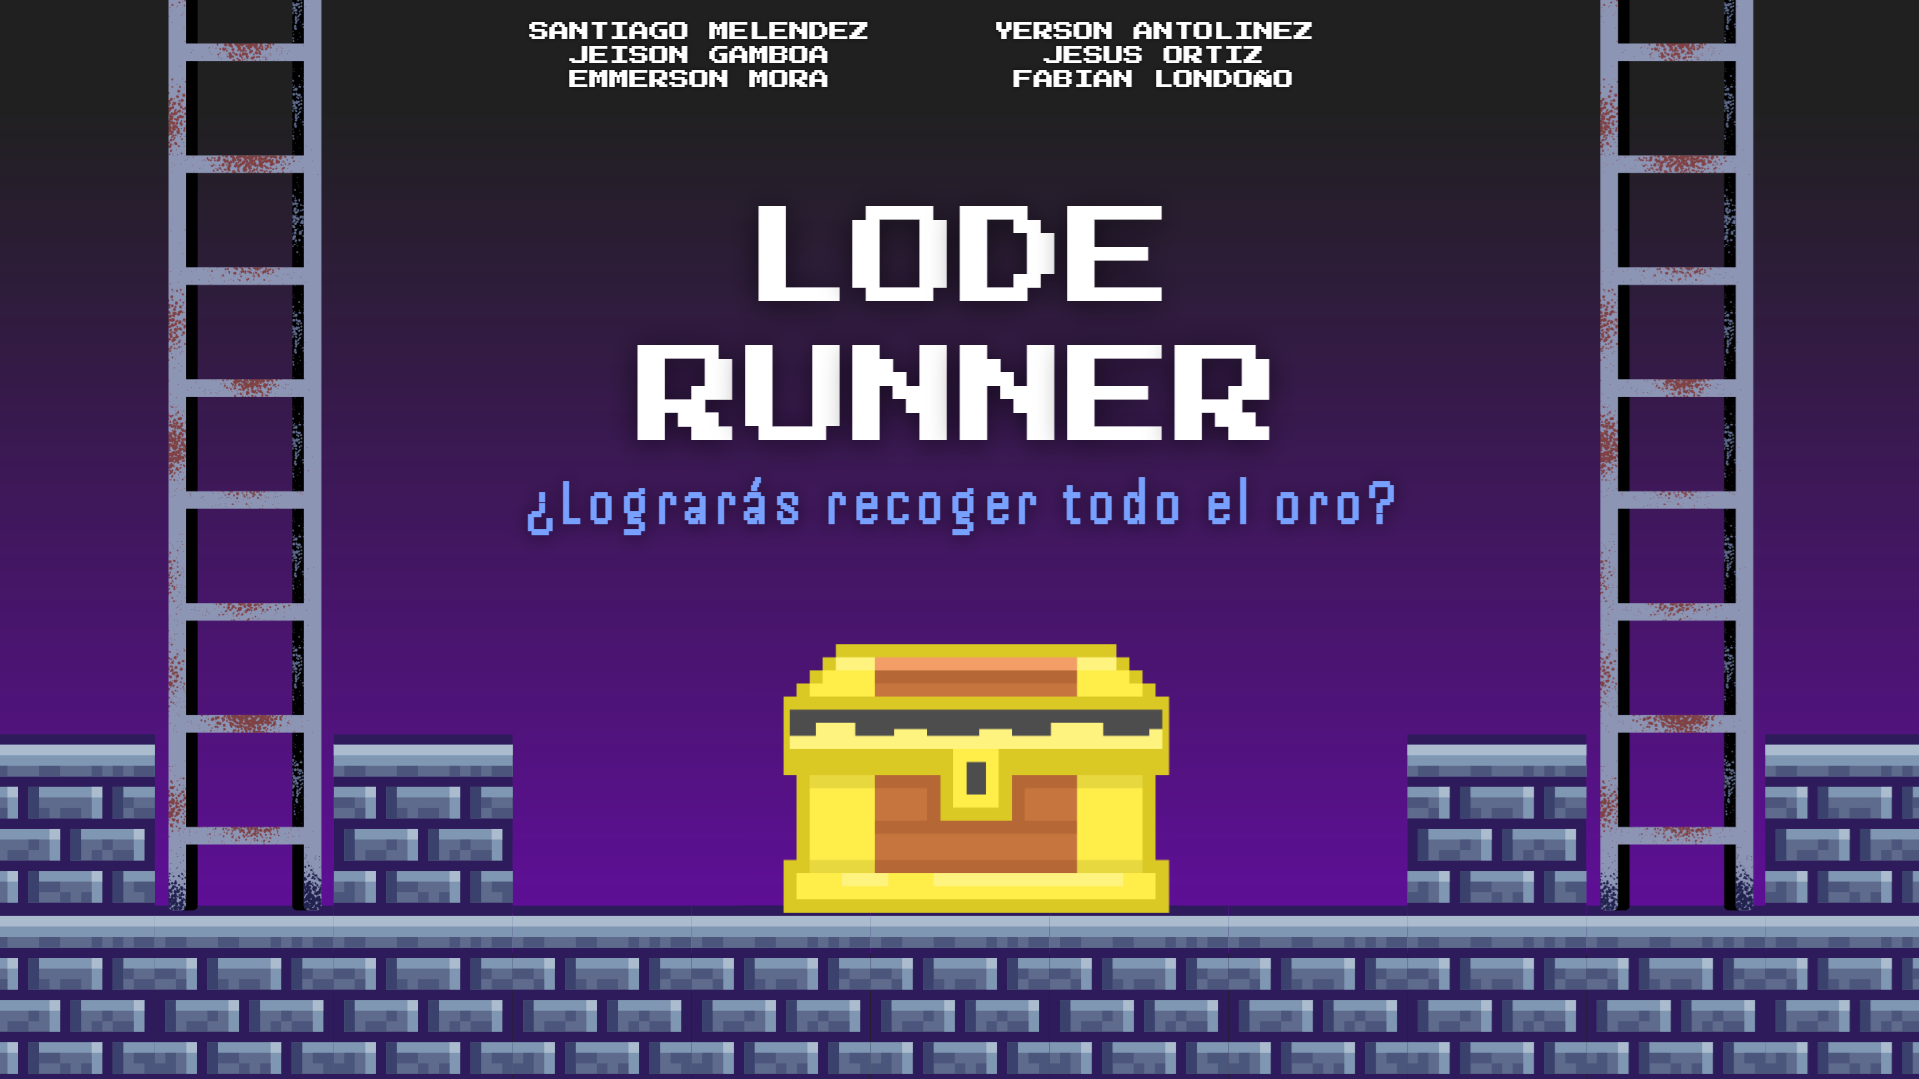 SANTIAGO MELENDEZ
JEISON GAMBOA
EMMERSON MORA
YERSON ANTOLINEZ
JESUS ORTIZ
FABIAN LONDOÑO
LODE
RUNNER
¿Lograrás recoger todo el oro?